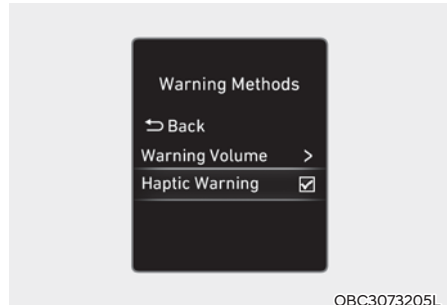 Warning Methods
Back
Warning Volume >
Haptic Warning
OBC3073205L